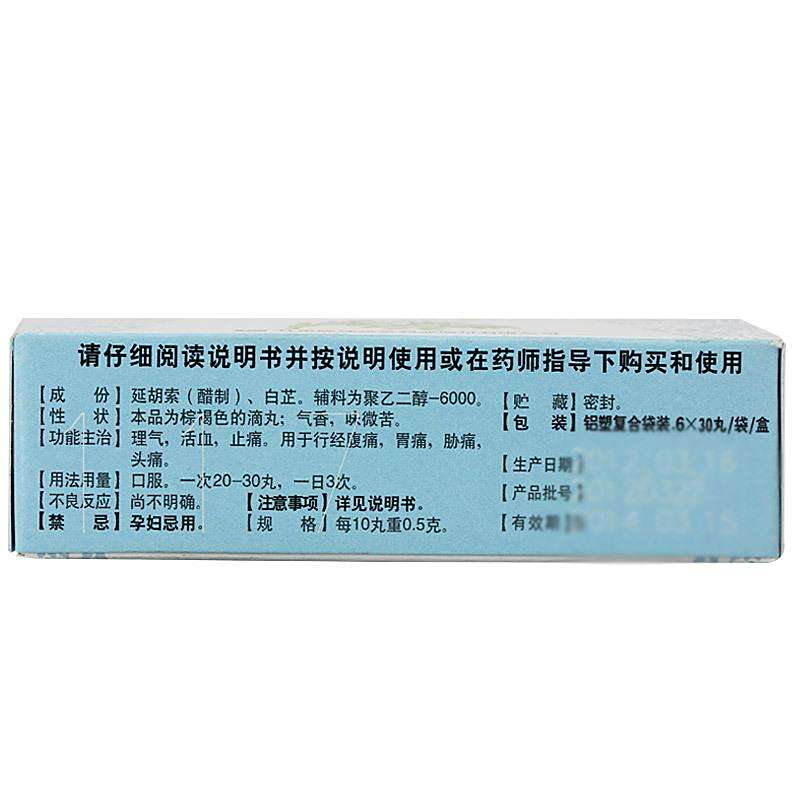 请仔细阅读说明书并按说明使用或在药师指导下购买和使用
【成　份】延胡索（醋制）、白芷。辅料为聚乙二醇-6000。
【性　状】本品为棕褐色的滴丸；气香，味微苦。
【功能主治】理气，活血，止痛。用于行经腹痛，胃痛，胁痛，
头痛。
【用法用量】口服。一次20-30丸，一日3次。
【不良反应】尚不明确。【注意事项】详见说明书。
【禁　忌】孕妇忌用。【规　格】每10丸重0.5克。
【贮　藏】密封。
【包　装】铝塑复合袋装.6×30丸/袋/盒
【生产日期】
【产品批号】
【有效期】